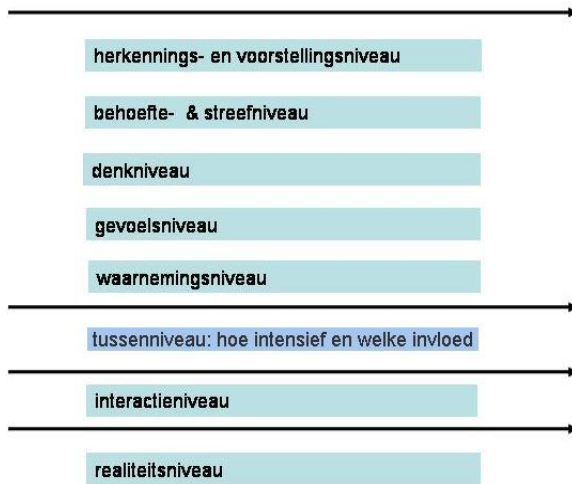 herkennings- en voorstellingsniveau
behoefte- & streefniveau
denkniveau
gevoelsniveau
waarnemingsniveau
tussenniveau: hoe intensief en welke invloed
interactieniveau
realiteitsniveau